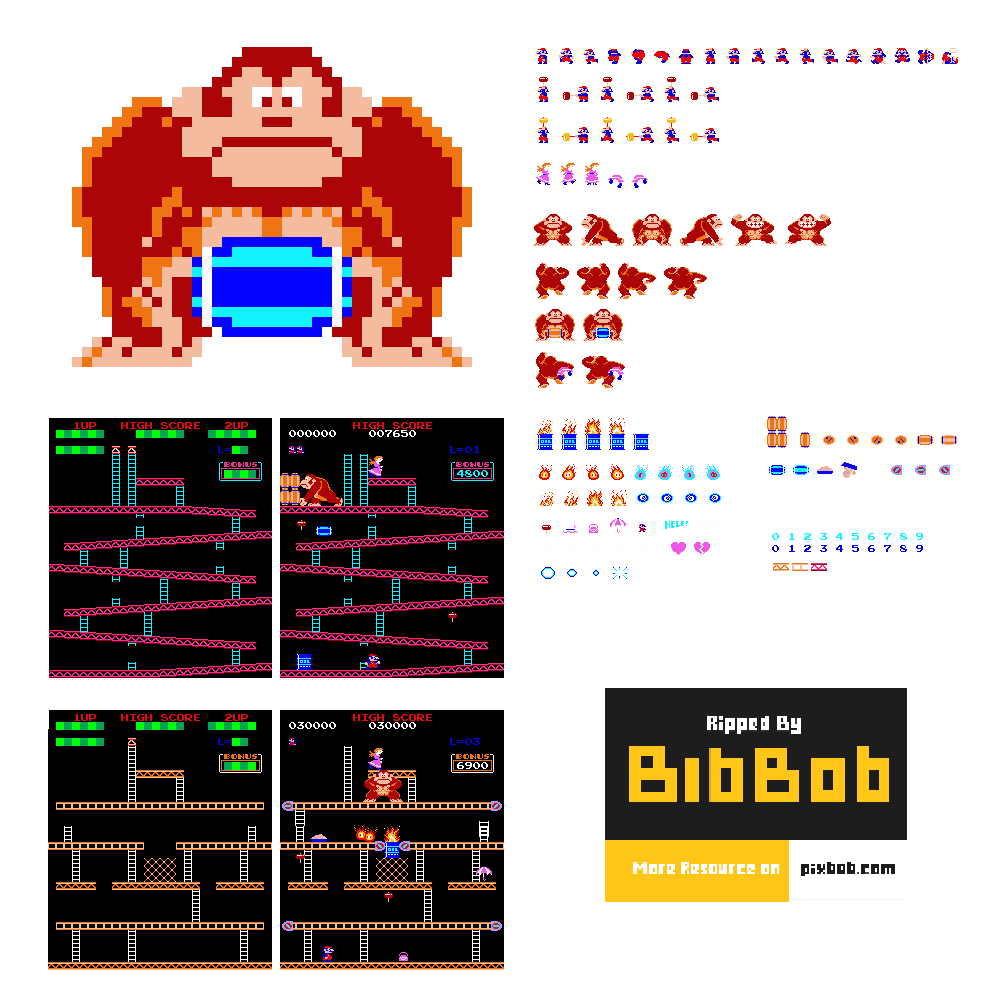 HELP!
0 1 2 3 4 5 6 7 8 9
0 1 2 3 4 5 6 7 8 9
1UP HIGH SCORE 2UP
L=
BONUS
HIGH SCORE
000000 007650
L=01
BONUS
4800
OIL
1UP HIGH SCORE 2UP
L=
BONUS
HIGH SCORE
030000 030000
L=03
BONUS
6900
OIL
Ripped By
BibBob
More Resource on pixbob.com